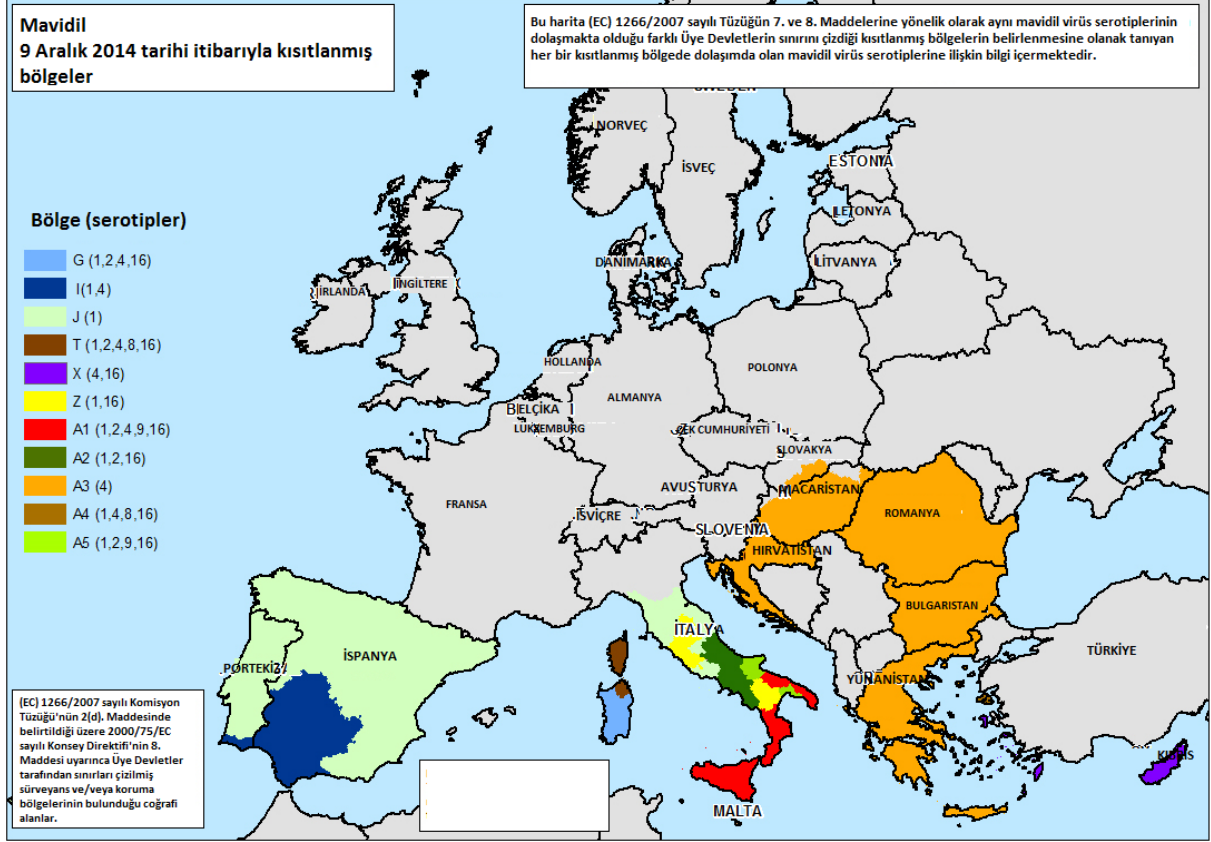 Mavidil
9 Aralık 2014 tarihi itibarıyla kısıtlanmış
bölgeler
Bu harita (EC) 1266/2007 sayılı Tüzüğün 7. ve 8. Maddelerine yönelik olarak aynı mavidil virüs serotiplerinin
dolaşmakta olduğu farklı Üye Devletlerin sınırını çizdiği kısıtlanmış bölgelerin belirlenmesine olanak tanıyan
her bir kısıtlanmış bölgede dolaşımda olan mavidil virüs serotiplerine ilişkin bilgi içermektedir.
NORVEÇ
İSVEÇ
ESTONIA
LETONYA
LİTVANYA
DANİMARKA
İRLANDA
İNGİLTERE
Bölge (serotipler)
G (1,2,4,16)
I(1,4)
J (1)
T (1,2,4,8,16)
X (4,16)
Z (1,16)
A1 (1,2,4,9,16)
A2 (1,2,16)
A3 (4)
A4 (1,4,8,16)
A5 (1,2,9,16)
HOLLANDA
POLONYA
ALMANYA
BELÇİKA
LÜKXEMBURG
ÇEK CUMHURİYETİ
SLOVAKYA
AVUSTURYA
MACARİSTAN
FRANSA
İSVİÇRE
ROMANYA
SLOVENIA
HIRVATİSTAN
BULGARISTAN
İTALYA
TÜRKİYE
İSPANYA
PORTEKİZ
YUNANİSTAN
KIBRIS
MALTA
(EC) 1266/2007 sayılı Komisyon
Tüzüğü'nün 2(d). Maddesinde
belirtildiği üzere 2000/75/EC
sayılı Konsey Direktifi'nin 8.
Maddesi uyarınca Üye Devletler
tarafından sınırları çizilmiş
sürveyans ve/veya koruma
bölgelerinin bulunduğu coğrafi
alanlar.